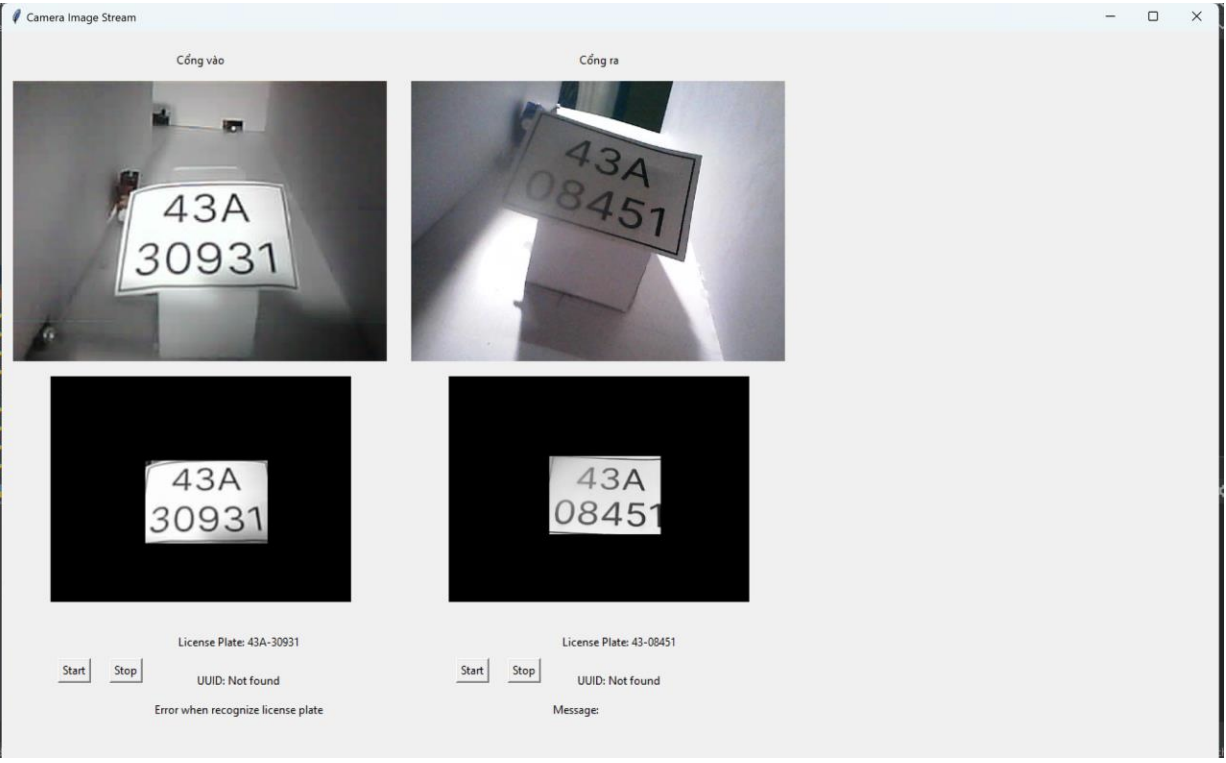 Camera Image Stream
Cổng vào
43A
30931
43A
30931
License Plate: 43A-30931
Start Stop
UUID: Not found
Error when recognize license plate
Cổng ra
43A
08451
43A
08451
License Plate: 43-08451
Start Stop
UUID: Not found
Message: